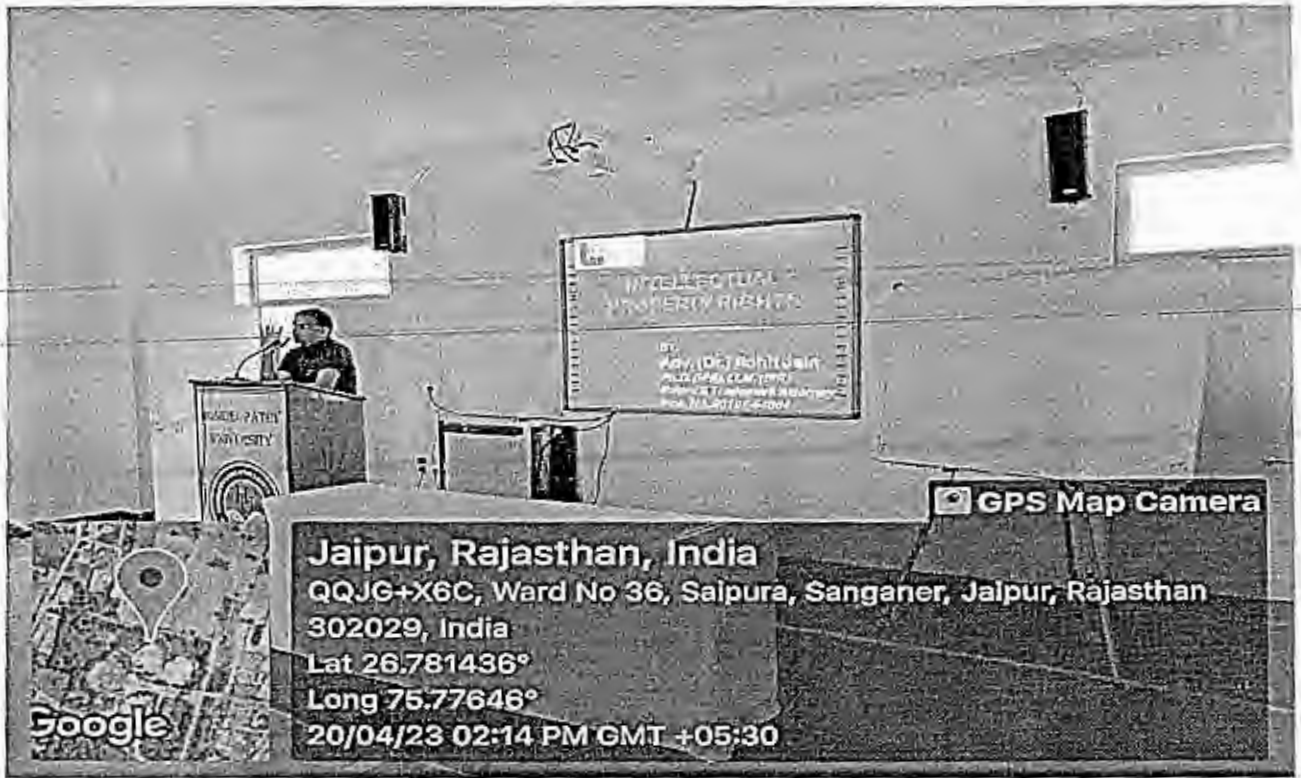 INTELLECTUAL
PROPERTY RIGHTS
BY
Adv. (Dr.) Rohit Jain
UNIVERSITY
GPS Map Camera
Jaipur, Rajasthan, India
QQJG+X6C, Ward No 36, Saipura, Sanganer, Jaipur, Rajasthan
302029, India
Lat 26.781436°
Long 75.77646°
20/04/23 02:14 PM GMT +05:30
Google